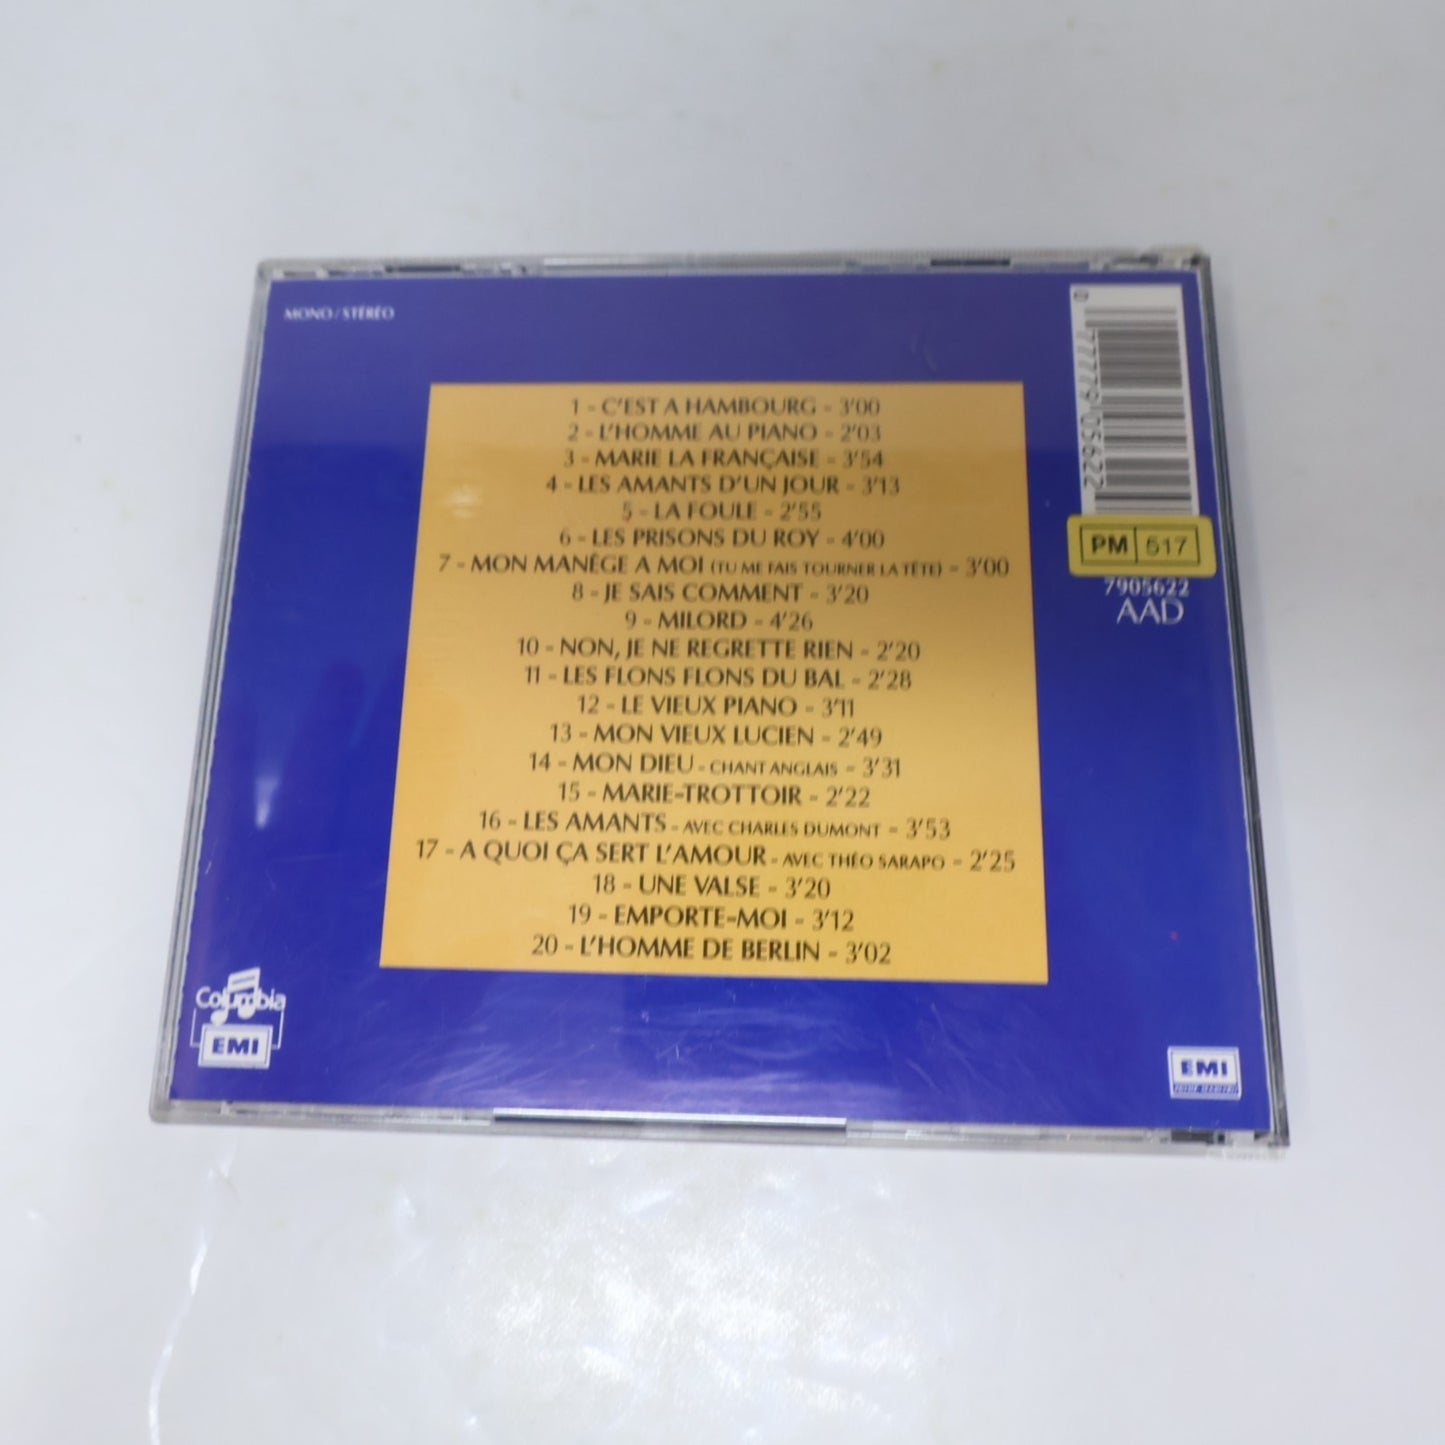 MONO/STÉRÉO
1 - C'EST A HAMBOURG - 3'00
2 - L'HOMME AU PIANO - 2'03
3 - MARIE LA FRANÇAISE - 3'54
4 - LES AMANTS D'UN JOUR - 3'13
5 - LA FOULE - 2'55
6 - LES PRISONS DU ROY - 4'00
7 - MON MANÈGE A MOI (TU ME FAIS TOURNER LA TÊTE) - 3'00
8 - JE SAIS COMMENT - 3'20
9 - MILORD - 4'26
10 - NON, JE NE REGRETTE RIEN - 2'20
11 - LES FLONS FLONS DU BAL - 2'28
12 - LE VIEUX PIANO - 3'11
13 - MON VIEUX LUCIEN - 2'49
14 - MON DIEU - CHANT ANGLAIS - 3'31
15 - MARIE-TROTTOIR - 2'22
16 - LES AMANTS - AVEC CHARLES DUMONT - 3'53
17 - A QUOI ÇA SERT L'AMOUR - AVEC THÉO SARAPO - 2'25
18 - UNE VALSE - 3'20
19 - EMPORTE-MOI - 3'12
20 - L'HOMME DE BERLIN - 3'02
0 77779 05622
PM 517
7905622
AAD
Columbia
EMI
EMI